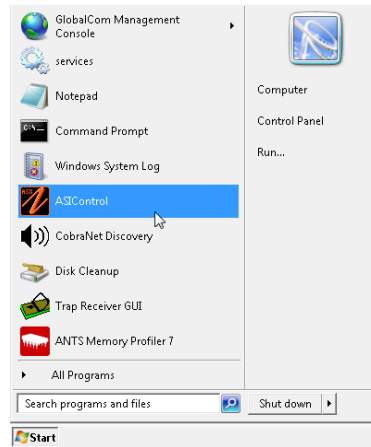 GlobalCom Management
Console
services
Notepad
Command Prompt
Windows System Log
ASIControl
CobraNet Discovery
Disk Cleanup
Trap Receiver GUI
ANTS Memory Profiler 7
All Programs
Search programs and files
Computer
Control Panel
Run...
Shut down
Start